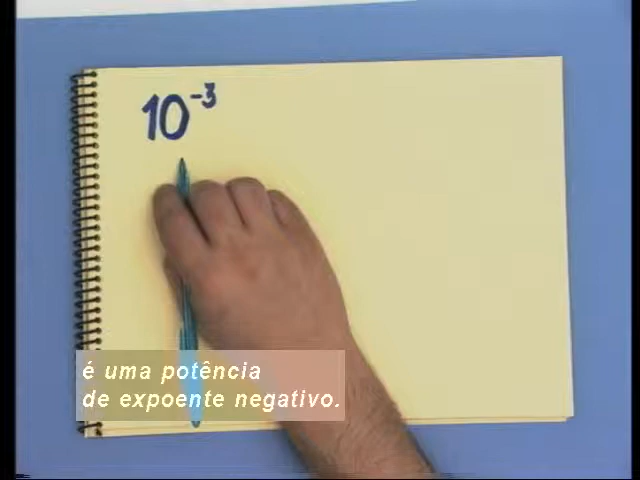 10⁻³
é uma potência
de expoente negativo.